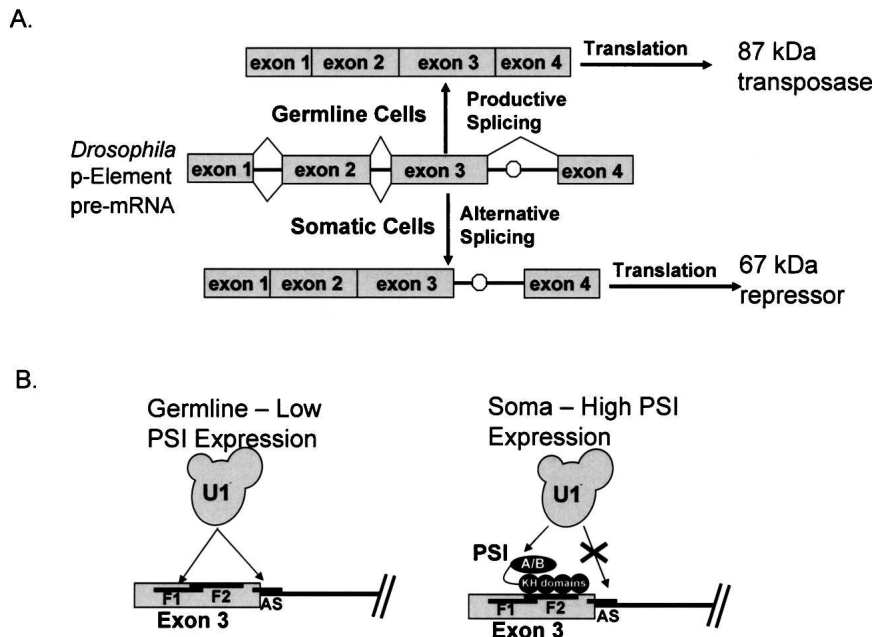 A.
exon 1 exon 2 exon 3 exon 4
Translation
87 kDa
transposase
Germline Cells
Productive
Splicing
Drosophila
p-Element
pre-mRNA
exon 1 exon 2 exon 3 exon 4
Somatic Cells
Alternative
Splicing
exon 1 exon 2 exon 3 exon 4
Translation
67 kDa
repressor
B.
Germline – Low
PSI Expression
U1
F1 F2 AS
Exon 3
Soma – High PSI
Expression
U1
PSI
A/B
KH domains
F1 F2 AS
Exon 3